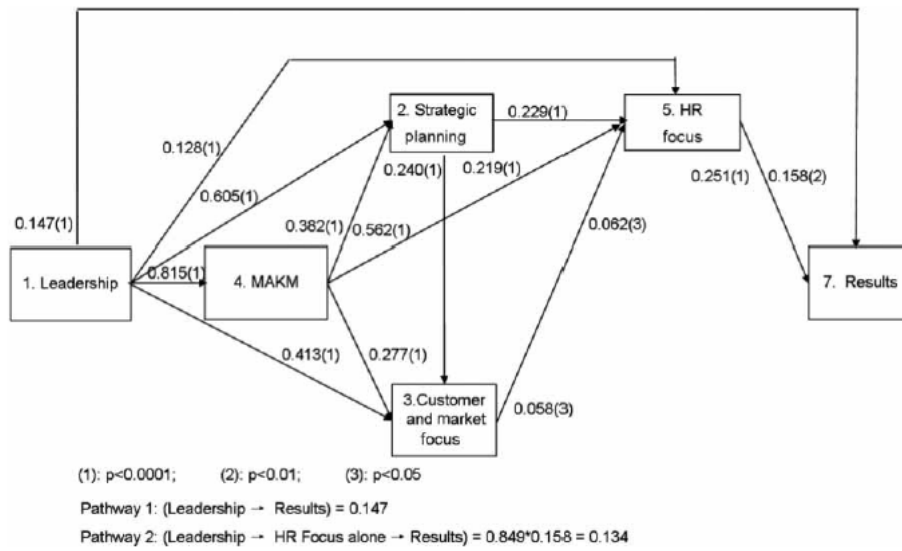 2. Strategic
planning
0.229(1)
5. HR
focus
0.128(1)
0.240(1)
0.219(1)
0.251(1)
0.158(2)
0.605(1)
0.147(1)
0.382(1)
0.562(1)
0.062(3)
1. Leadership
0.815(1)
4. MAKM
7. Results
0.413(1)
0.277(1)
3.Customer
and market
focus
0.058(3)
(1): p<0.0001; (2): p<0.01; (3): p<0.05
Pathway 1: (Leadership → Results) = 0.147
Pathway 2: (Leadership → HR Focus alone → Results) = 0.849*0.158 = 0.134